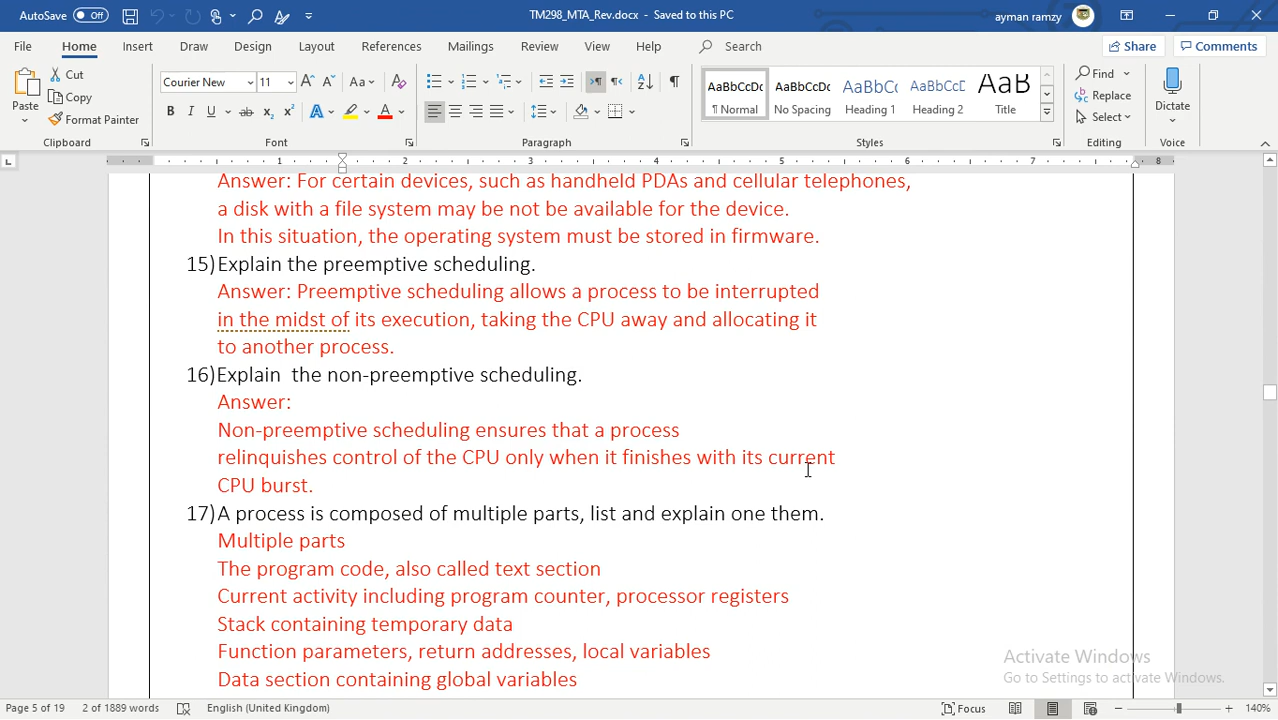 AutoSave Off TM298_MTA_Rev.docx - Saved to this PC ayman ramzy
File Home Insert Draw Design Layout References Mailings Review View Help Search Share Comments
Paste Cut Copy Format Painter
Courier New 11 Aa
AaBbCcDc AaBbCcDc AaBbCc AaBbCcD AaB
¶ Normal No Spacing Heading 1 Heading 2 Title
Find Replace Select Dictate
Clipboard Font Paragraph Styles Editing Voice
1 2 3 4 5 6 7 8
Answer: For certain devices, such as handheld PDAs and cellular telephones,
a disk with a file system may be not be available for the device.
In this situation, the operating system must be stored in firmware.
15)Explain the preemptive scheduling.
Answer: Preemptive scheduling allows a process to be interrupted
in the midst of its execution, taking the CPU away and allocating it
to another process.
16)Explain  the non-preemptive scheduling.
Answer:
Non-preemptive scheduling ensures that a process
relinquishes control of the CPU only when it finishes with its current
CPU burst.
17)A process is composed of multiple parts, list and explain one them.
Multiple parts
The program code, also called text section
Current activity including program counter, processor registers
Stack containing temporary data
Function parameters, return addresses, local variables
Data section containing global variables
Activate Windows
Go to Settings to activate Windows.
Page 5 of 19 2 of 1889 words English (United Kingdom) Focus 140%